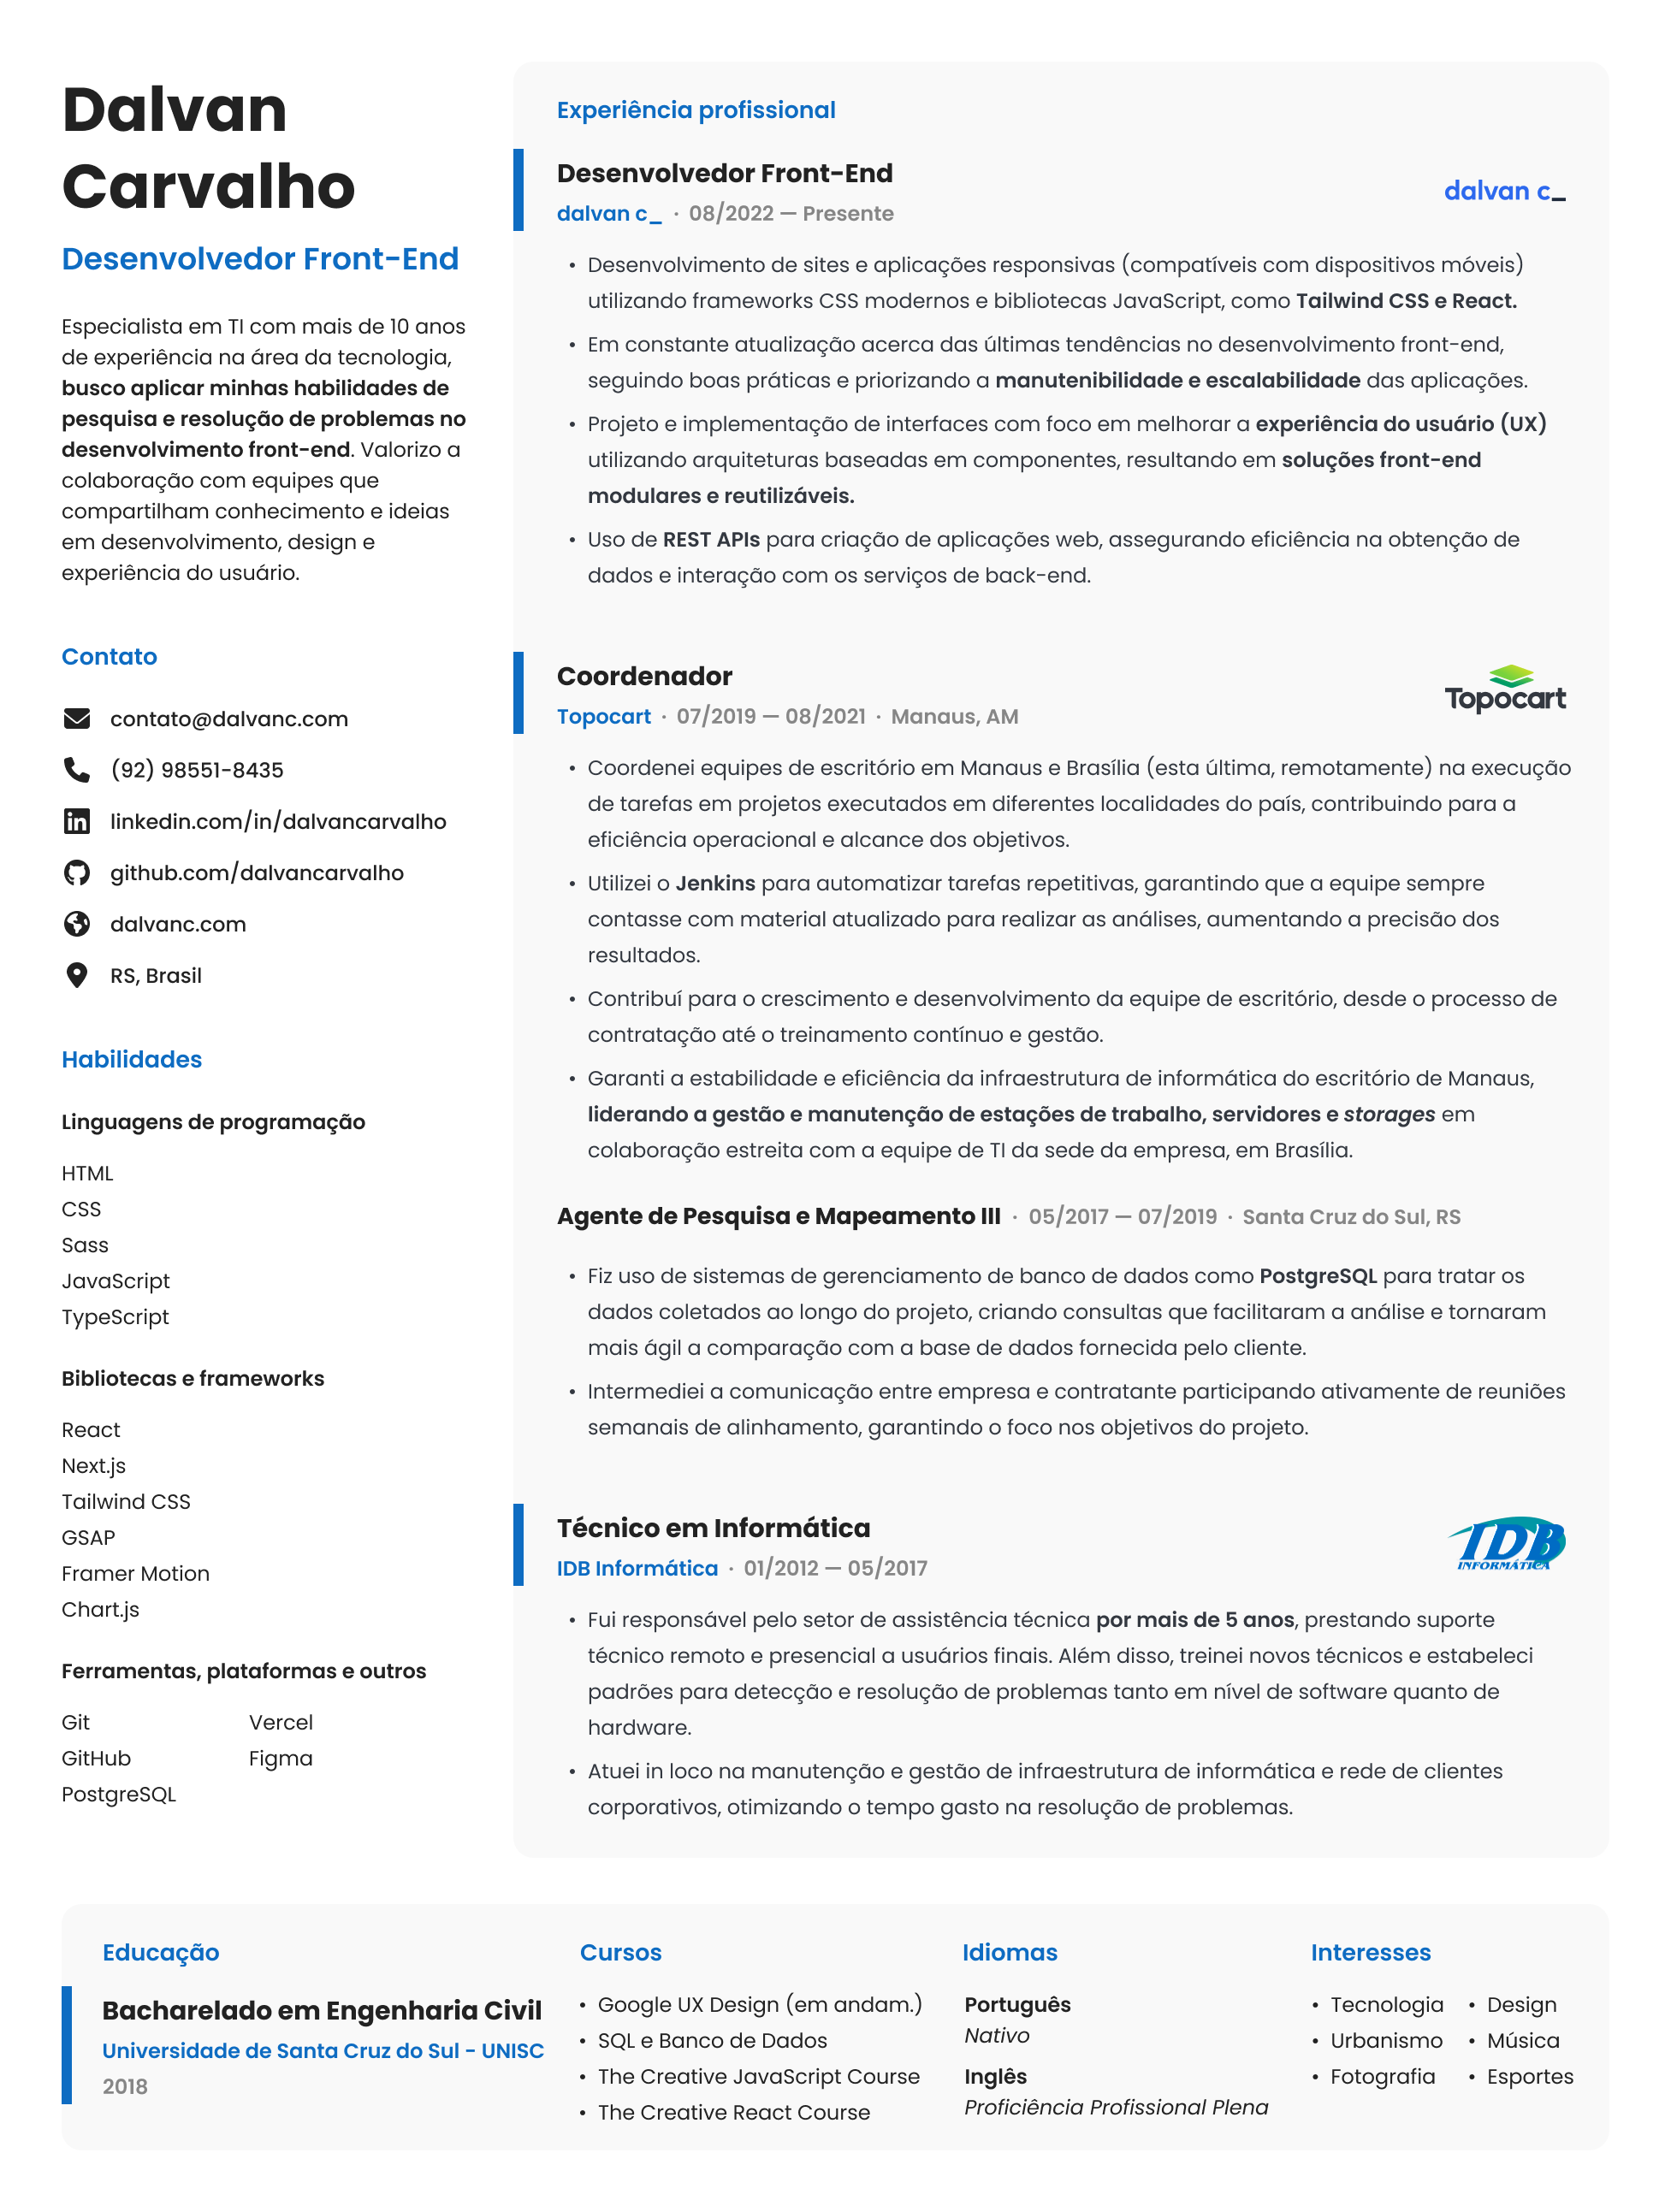 Dalvan
Carvalho
Desenvolvedor Front-End
Especialista em TI com mais de 10 anos
de experiência na área da tecnologia,
busco aplicar minhas habilidades de
pesquisa e resolução de problemas no
desenvolvimento front-end. Valorizo a
colaboração com equipes que
compartilham conhecimento e ideias
em desenvolvimento, design e
experiência do usuário.
Contato
contato@dalvanc.com
(92) 98551-8435
linkedin.com/in/dalvancarvalho
github.com/dalvancarvalho
dalvanc.com
RS, Brasil
Habilidades
Linguagens de programação
HTML
CSS
Sass
JavaScript
TypeScript
Bibliotecas e frameworks
React
Next.js
Tailwind CSS
GSAP
Framer Motion
Chart.js
Ferramentas, plataformas e outros
Git
GitHub
PostgreSQL
Vercel
Figma
Experiência profissional
Desenvolvedor Front-End
dalvan c_ · 08/2022 — Presente
dalvan c_
• Desenvolvimento de sites e aplicações responsivas (compatíveis com dispositivos móveis)
utilizando frameworks CSS modernos e bibliotecas JavaScript, como Tailwind CSS e React.
• Em constante atualização acerca das últimas tendências no desenvolvimento front-end,
seguindo boas práticas e priorizando a manutenibilidade e escalabilidade das aplicações.
• Projeto e implementação de interfaces com foco em melhorar a experiência do usuário (UX)
utilizando arquiteturas baseadas em componentes, resultando em soluções front-end
modulares e reutilizáveis.
• Uso de REST APIs para criação de aplicações web, assegurando eficiência na obtenção de
dados e interação com os serviços de back-end.
Coordenador
Topocart · 07/2019 — 08/2021 · Manaus, AM
Topocart
• Coordenei equipes de escritório em Manaus e Brasília (esta última, remotamente) na execução
de tarefas em projetos executados em diferentes localidades do país, contribuindo para a
eficiência operacional e alcance dos objetivos.
• Utilizei o Jenkins para automatizar tarefas repetitivas, garantindo que a equipe sempre
contasse com material atualizado para realizar as análises, aumentando a precisão dos
resultados.
• Contribuí para o crescimento e desenvolvimento da equipe de escritório, desde o processo de
contratação até o treinamento contínuo e gestão.
• Garanti a estabilidade e eficiência da infraestrutura de informática do escritório de Manaus,
liderando a gestão e manutenção de estações de trabalho, servidores e storages em
colaboração estreita com a equipe de TI da sede da empresa, em Brasília.
Agente de Pesquisa e Mapeamento III · 05/2017 — 07/2019 · Santa Cruz do Sul, RS
• Fiz uso de sistemas de gerenciamento de banco de dados como PostgreSQL para tratar os
dados coletados ao longo do projeto, criando consultas que facilitaram a análise e tornaram
mais ágil a comparação com a base de dados fornecida pelo cliente.
• Intermediei a comunicação entre empresa e contratante participando ativamente de reuniões
semanais de alinhamento, garantindo o foco nos objetivos do projeto.
Técnico em Informática
IDB Informática · 01/2012 — 05/2017
IDB
INFORMÁTICA
• Fui responsável pelo setor de assistência técnica por mais de 5 anos, prestando suporte
técnico remoto e presencial a usuários finais. Além disso, treinei novos técnicos e estabeleci
padrões para detecção e resolução de problemas tanto em nível de software quanto de
hardware.
• Atuei in loco na manutenção e gestão de infraestrutura de informática e rede de clientes
corporativos, otimizando o tempo gasto na resolução de problemas.
Educação
Bacharelado em Engenharia Civil
Universidade de Santa Cruz do Sul - UNISC
2018
Cursos
• Google UX Design (em andam.)
• SQL e Banco de Dados
• The Creative JavaScript Course
• The Creative React Course
Idiomas
Português
Nativo
Inglês
Proficiência Profissional Plena
Interesses
• Tecnologia
• Urbanismo
• Fotografia
• Design
• Música
• Esportes